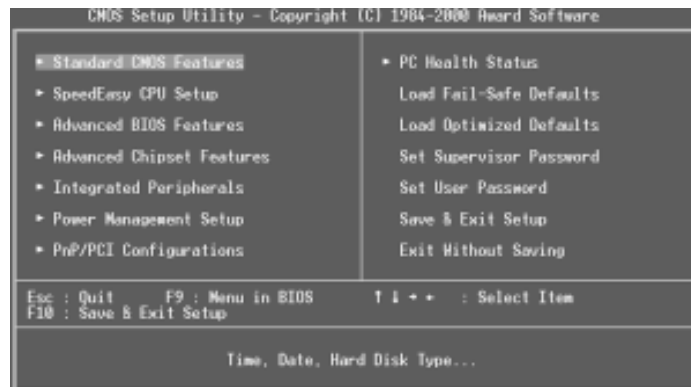 CMOS Setup Utility - Copyright (C) 1984-2000 Award Software
▸ Standard CMOS Features
▸ SpeedEasy CPU Setup
▸ Advanced BIOS Features
▸ Advanced Chipset Features
▸ Integrated Peripherals
▸ Power Management Setup
▸ PnP/PCI Configurations
▸ PC Health Status
Load Fail-Safe Defaults
Load Optimized Defaults
Set Supervisor Password
Set User Password
Save & Exit Setup
Exit Without Saving
Esc : Quit F9 : Menu in BIOS ↑ ↓ → ← : Select Item
F10 : Save & Exit Setup
Time, Date, Hard Disk Type...